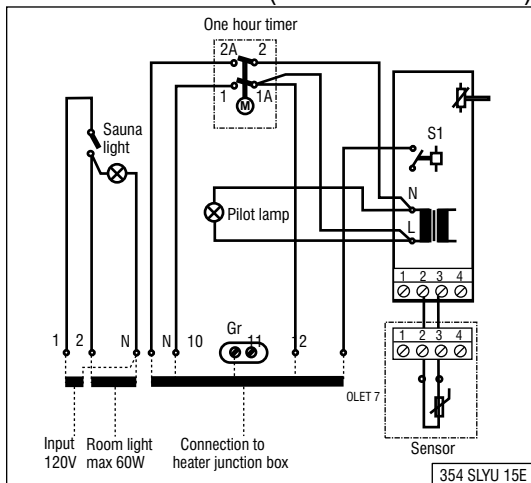 One hour timer
2A 2
1 1A
M
Sauna
light
S1
N
Pilot lamp
L
1 2 3 4
Gr
1 2 N N 10 11 12
1 2 3 4
OLET 7
Input
120V
Room light
max 60W
Connection to
heater junction box
Sensor
354 SLYU 15E